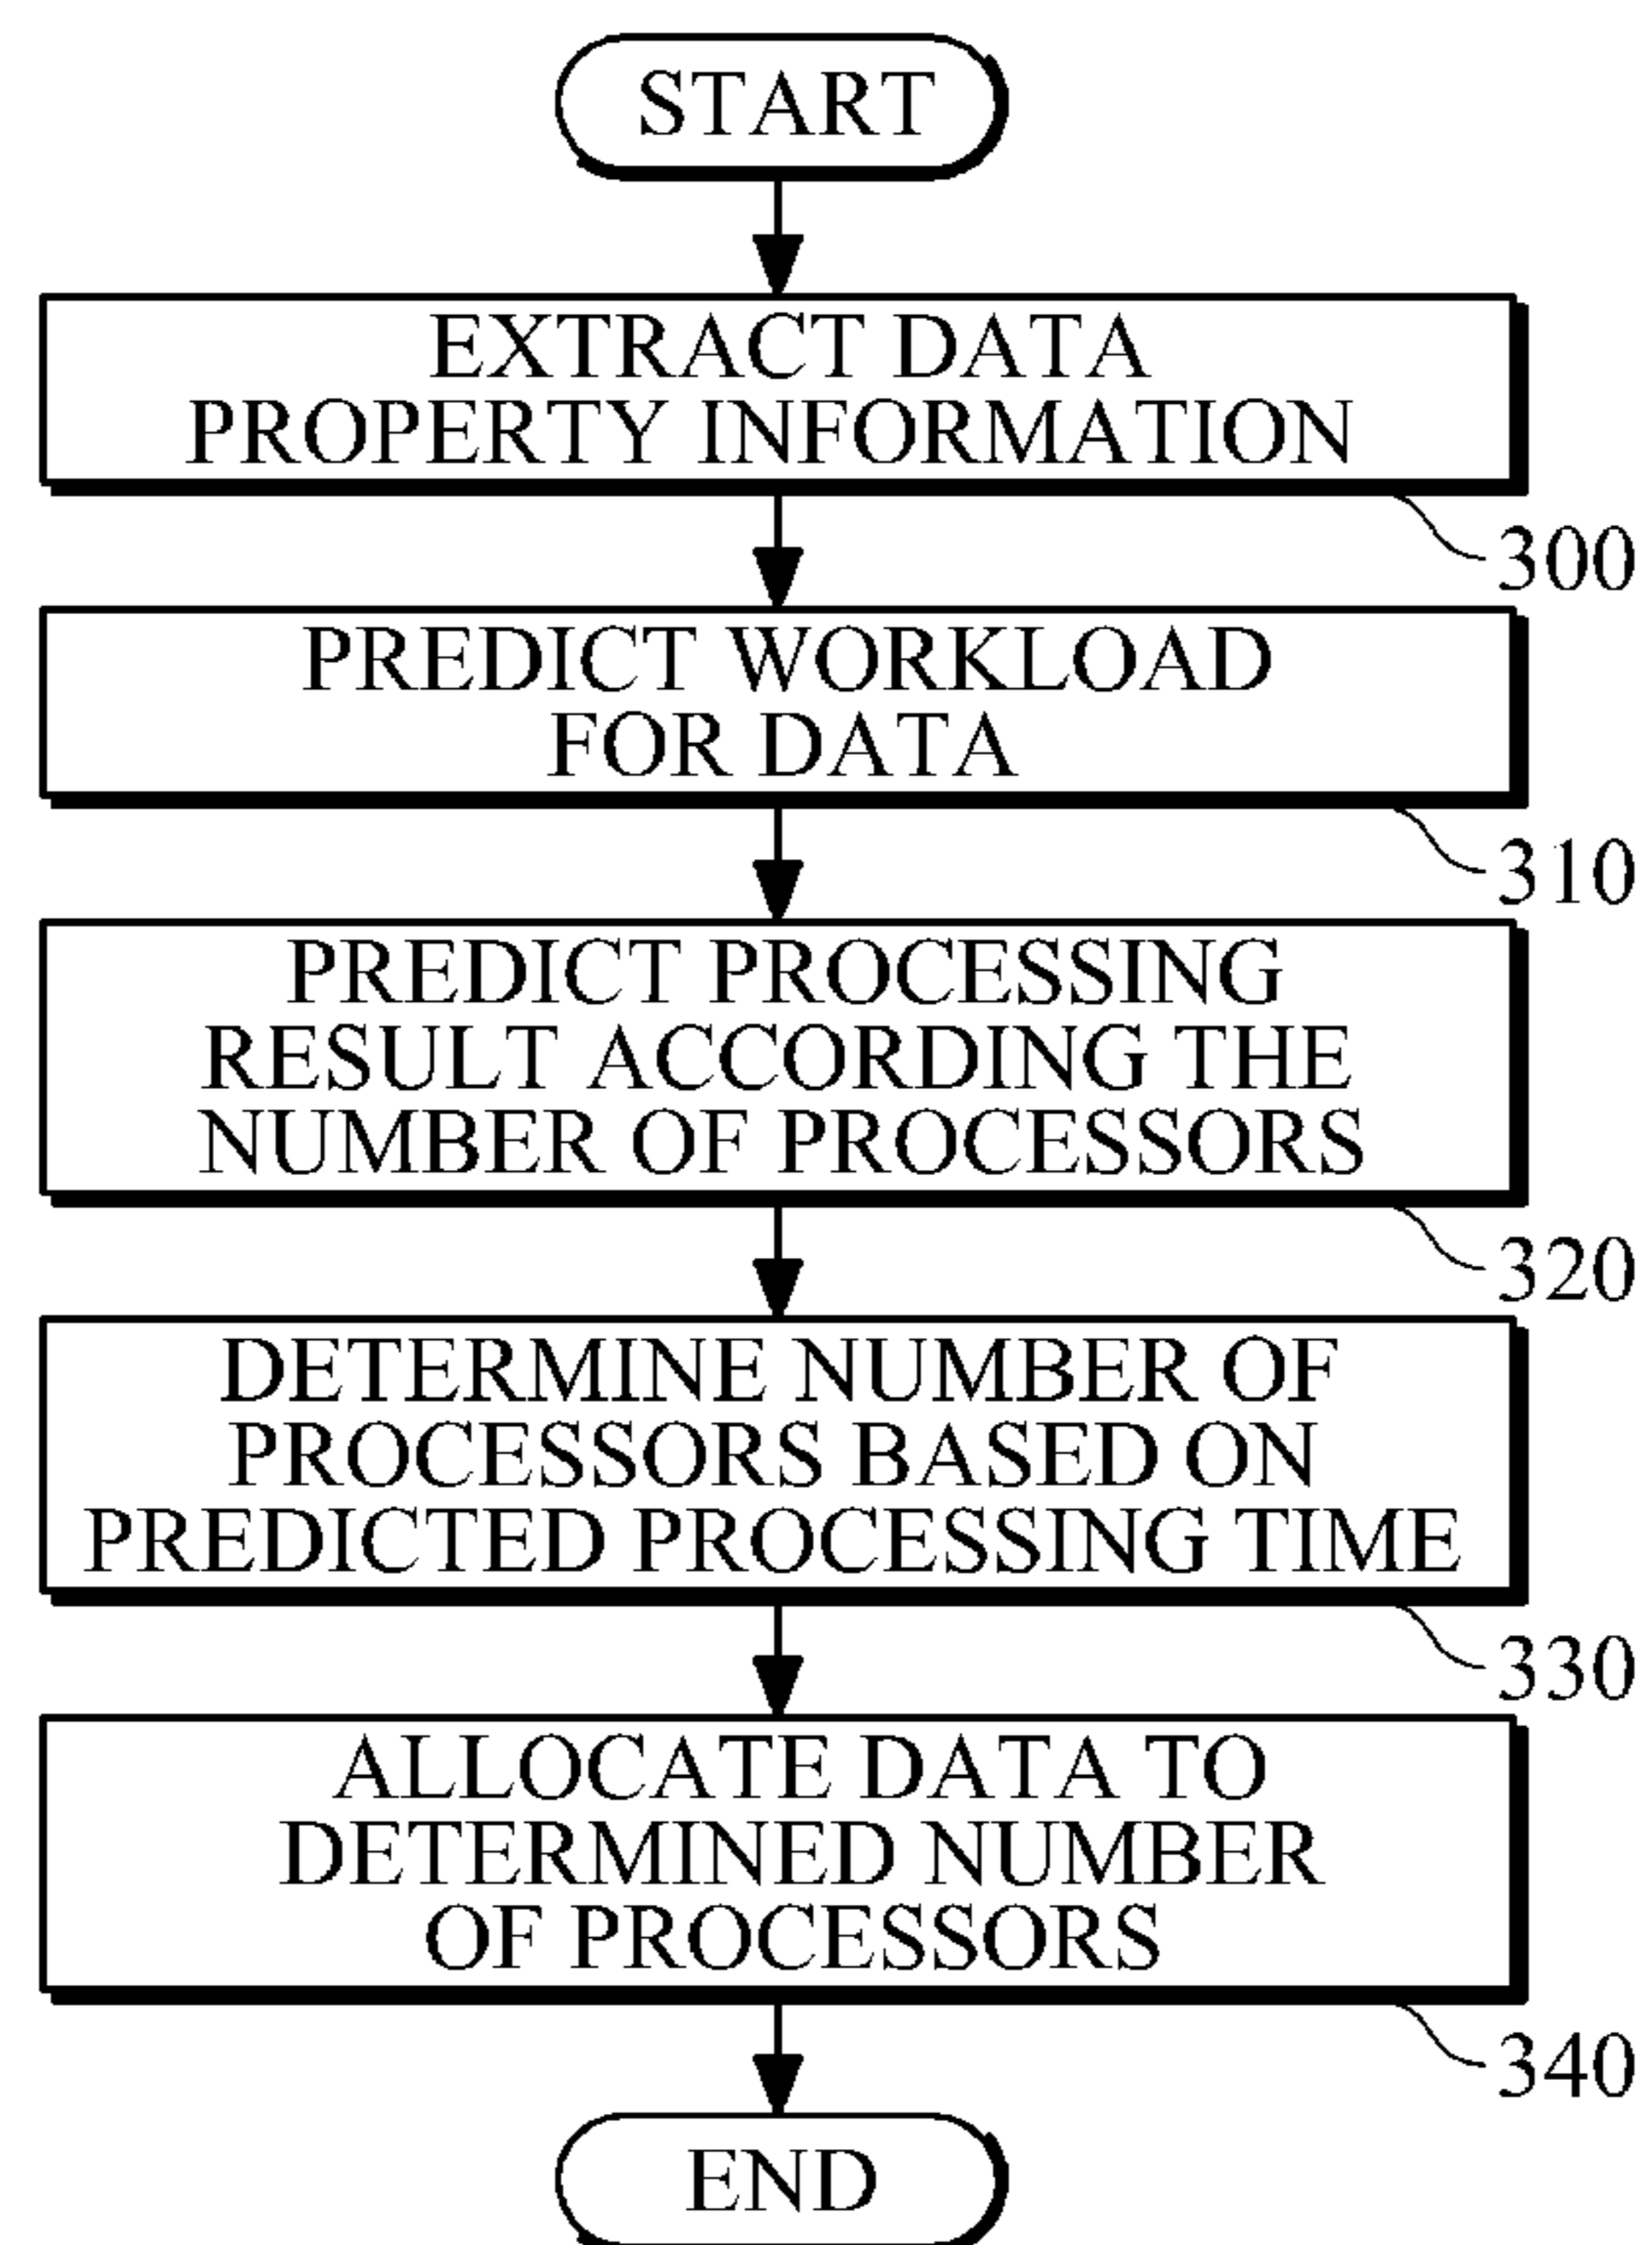 START
EXTRACT DATA
PROPERTY INFORMATION
300
PREDICT WORKLOAD
FOR DATA
310
PREDICT PROCESSING
RESULT ACCORDING THE
NUMBER OF PROCESSORS
320
DETERMINE NUMBER OF
PROCESSORS BASED ON
PREDICTED PROCESSING TIME
330
ALLOCATE DATA TO
DETERMINED NUMBER
OF PROCESSORS
340
END